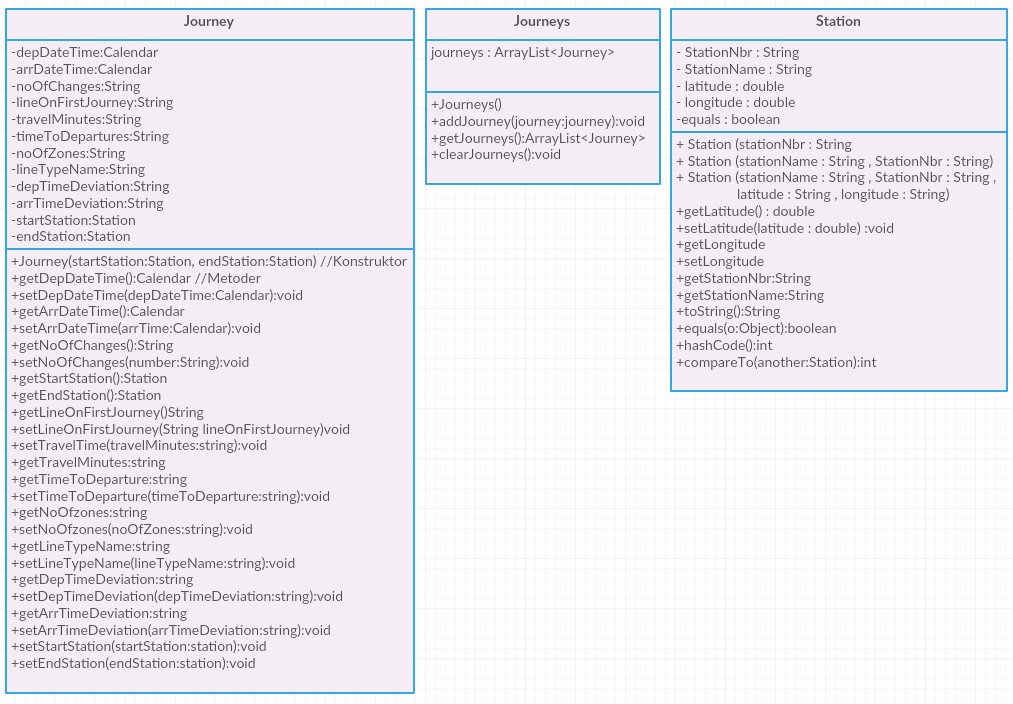 Journey
-depDateTime:Calendar
-arrDateTime:Calendar
-noOfChanges:String
-lineOnFirstJourney:String
-travelMinutes:String
-timeToDepartures:String
-noOfZones:String
-lineTypeName:String
-depTimeDeviation:String
-arrTimeDeviation:String
-startStation:Station
-endStation:Station
+Journey(startStation:Station, endStation:Station) //Konstruktor
+getDepDateTime():Calendar //Metoder
+setDepDateTime(depDateTime:Calendar):void
+getArrDateTime():Calendar
+setArrDateTime(arrTime:Calendar):void
+getNoOfChanges():String
+setNoOfChanges(number:String):void
+getStartStation():Station
+getEndStation():Station
+getLineOnFirstJourney()String
+setLineOnFirstJourney(String lineOnFirstJourney)void
+setTravelTime(travelMinutes:string):void
+getTravelMinutes:string
+getTimeToDeparture:string
+setTimeToDeparture(timeToDeparture:string):void
+getNoOfzones:string
+setNoOfzones(noOfZones:string):void
+getLineTypeName:string
+setLineTypeName(lineTypeName:string):void
+getDepTimeDeviation:string
+setDepTimeDeviation(depTimeDeviation:string):void
+getArrTimeDeviation:string
+setArrTimeDeviation(arrTimeDeviation:string):void
+setStartStation(startStation:station):void
+setEndStation(endStation:station):void
Journeys
journeys : ArrayList<Journey>
+Journeys()
+addJourney(journey:journey):void
+getJourneys():ArrayList<Journey>
+clearJourneys():void
Station
- StationNbr : String
- StationName : String
- latitude : double
- longitude : double
-equals : boolean
+ Station (stationNbr : String
+ Station (stationName : String , StationNbr : String)
+ Station (stationName : String , StationNbr : String ,
latitude : String , longitude : String)
+getLatitude() : double
+setLatitude(latitude : double) :void
+getLongitude
+setLongitude
+getStationNbr:String
+getStationName:String
+toString():String
+equals(o:Object):boolean
+hashCode():int
+compareTo(another:Station):int